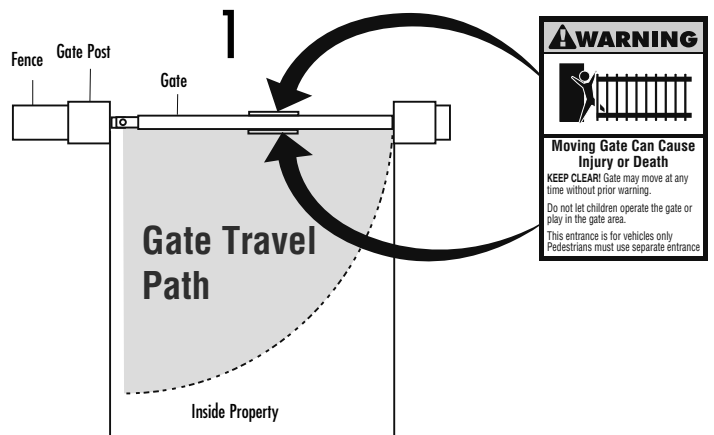 1
Fence
Gate Post
Gate
Gate Travel
Path
Inside Property
WARNING
Moving Gate Can Cause
Injury or Death
KEEP CLEAR! Gate may move at any
time without prior warning.
Do not let children operate the gate or
play in the gate area.
This entrance is for vehicles only
Pedestrians must use separate entrance